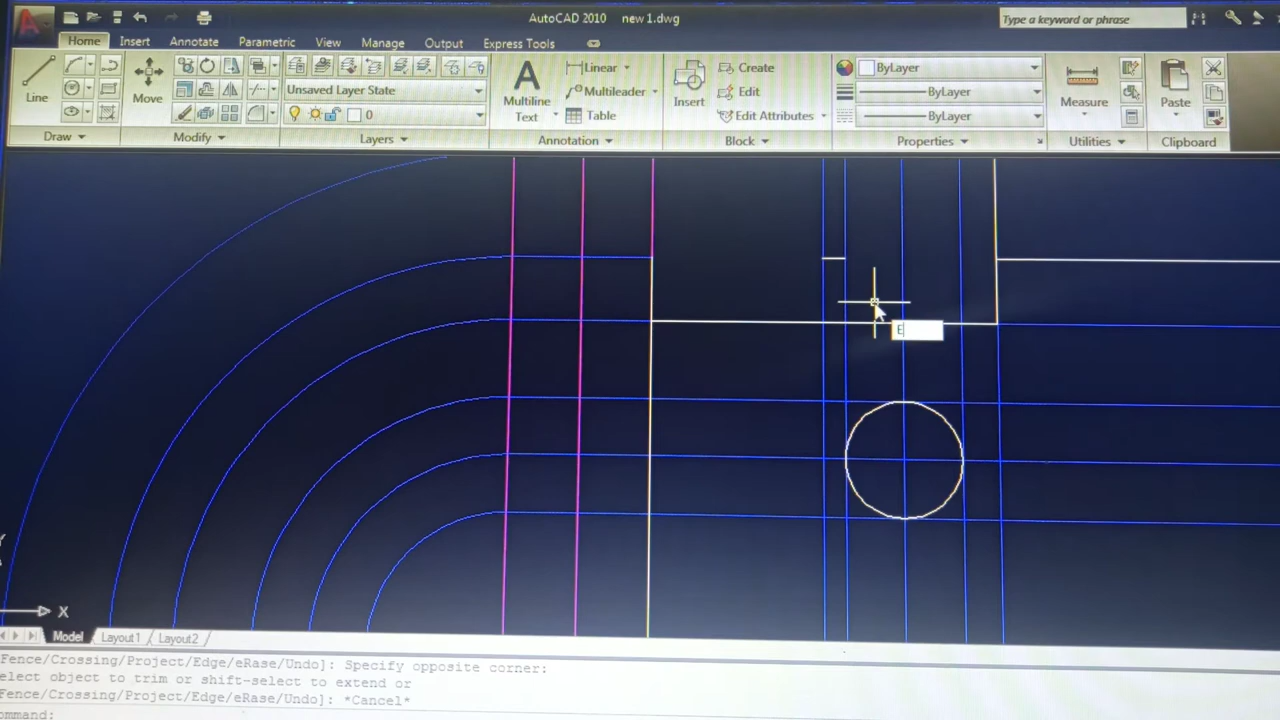 AutoCAD 2010 new 1.dwg
Type a keyword or phrase
Home Insert Annotate Parametric View Manage Output Express Tools
Line
Move
Unsaved Layer State
0
A
Multiline
Text
Linear
Multileader
Table
Insert
Create
Edit
Edit Attributes
ByLayer
ByLayer
ByLayer
Measure
Paste
Draw Modify Layers Annotation Block Properties Utilities Clipboard
E
X
Model Layout1 Layout2
Fence/Crossing/Project/Edge/eRase/Undo]: Specify opposite corner:
elect object to trim or shift-select to extend or
Fence/Crossing/Project/Edge/eRase/Undo]: *Cancel*
ommand: